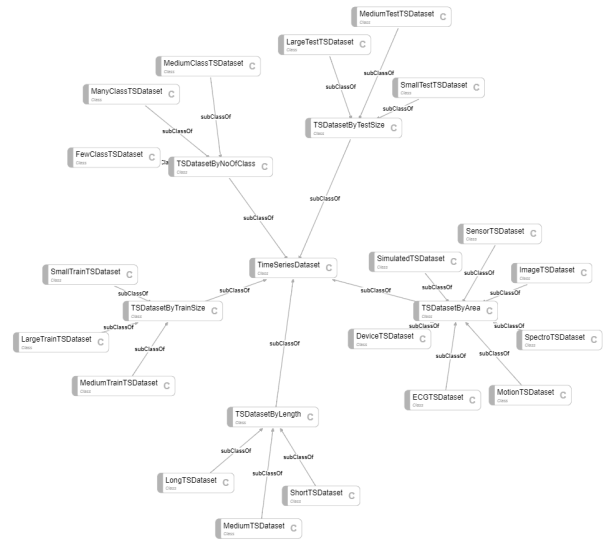 MediumTestTSDataset C
Class
LargeTestTSDataset C
Class
subClassOf
MediumClassTSDataset C
Class
subClassOf
SmallTestTSDataset C
Class
subClassOf
ManyClassTSDataset C
Class
subClassOf
subClassOf
TSDatasetByTestSize C
Class
FewClassTSDataset C
Class
TSDatasetByNoOfClass C
Class
subClassOf
subClassOf
SensorTSDataset C
Class
SimulatedTSDataset C
Class
subClassOf
ImageTSDataset C
Class
subClassOf
subClassOf
TimeSeriesDataset C
Class
SmallTrainTSDataset C
Class
subClassOf
subClassOf
subClassOf
TSDatasetByTrainSize C
Class
TSDatasetByArea C
Class
subClassOf
subClassOf
subClassOf
LargeTrainTSDataset C
Class
DeviceTSDataset C
Class
SpectroTSDataset C
Class
subClassOf
subClassOf
subClassOf
subClassOf
MediumTrainTSDataset C
Class
ECGTSDataset C
Class
MotionTSDataset C
Class
TSDatasetByLength C
Class
subClassOf
subClassOf
subClassOf
LongTSDataset C
Class
ShortTSDataset C
Class
MediumTSDataset C
Class